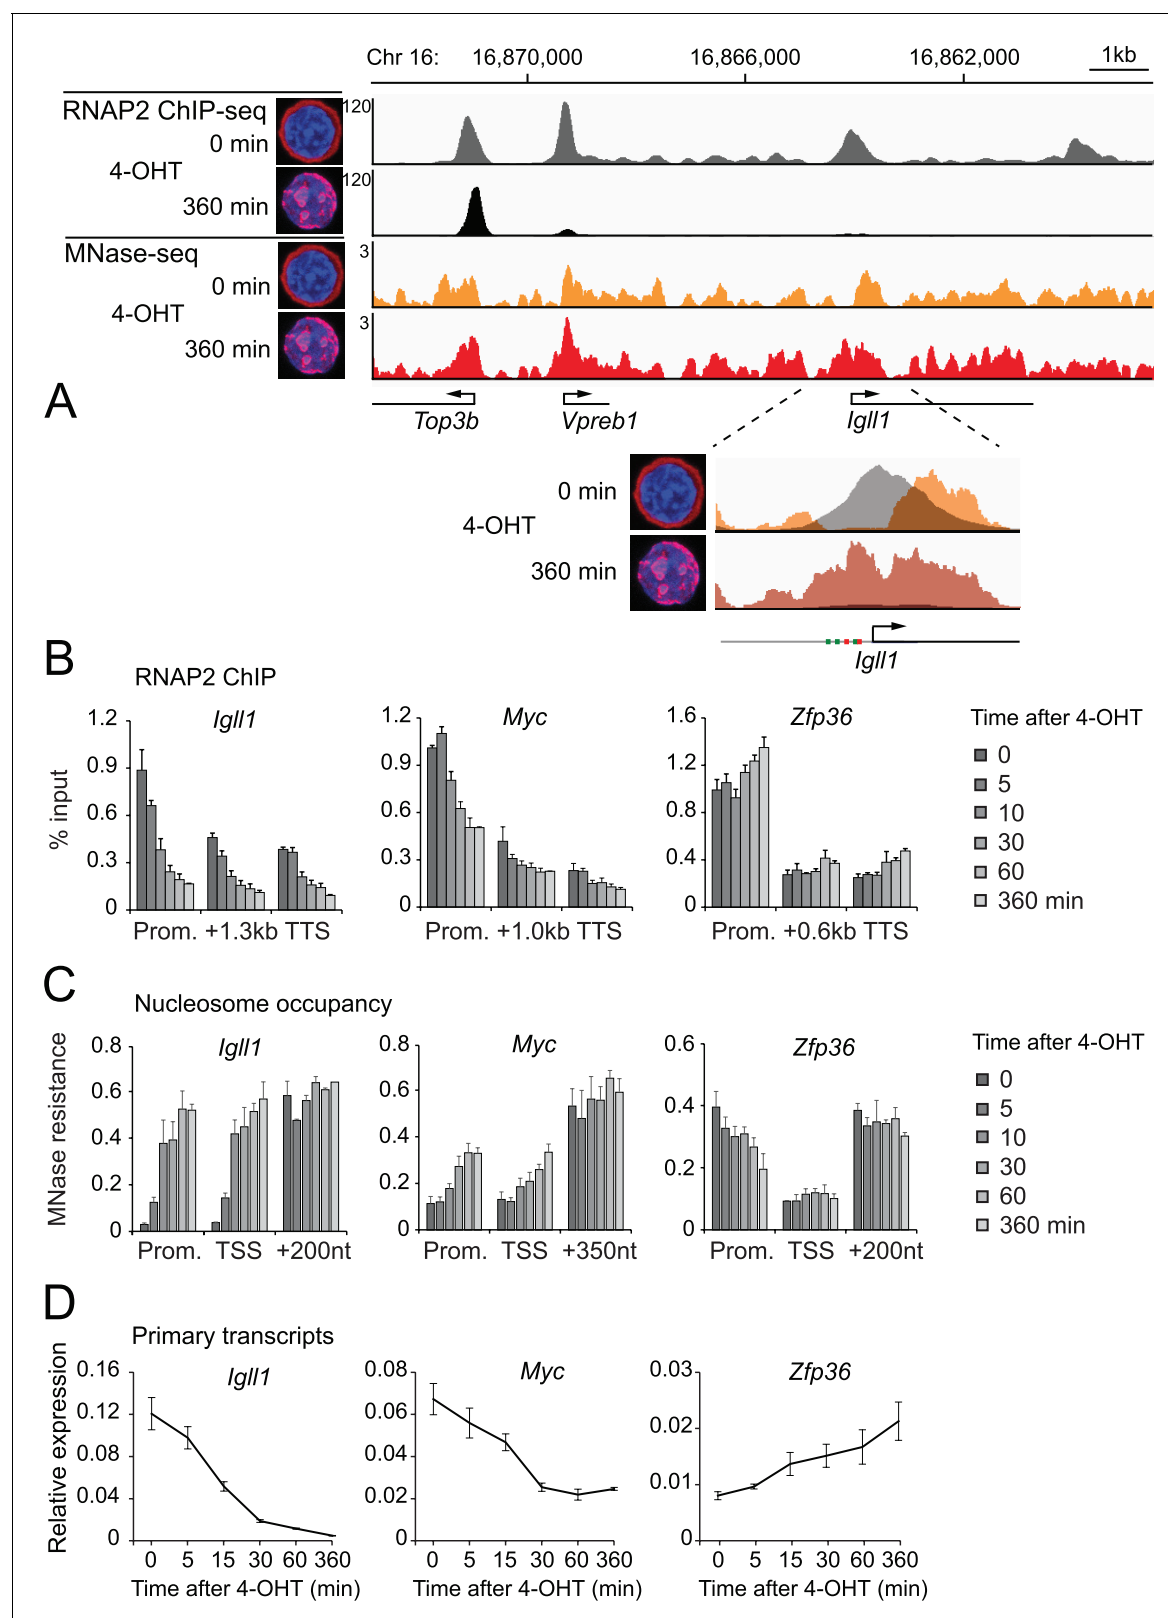 Chr 16: 16,870,000 16,866,000 16,862,000 1kb
RNAP2 ChIP-seq 120
0 min
4-OHT
120
360 min
MNase-seq 3
0 min
4-OHT
3
360 min
A
Top3b Vpreb1 Igll1
0 min
4-OHT
360 min
Igll1
B
RNAP2 ChIP
Igll1 Myc Zfp36
% input
1.2 0.9 0.6 0.3 0
1.2 0.9 0.6 0.3 0
1.6 1.2 0.8 0.4 0
Prom. +1.3kb TTS
Prom. +1.0kb TTS
Prom. +0.6kb TTS
Time after 4-OHT
0
5
10
30
60
360 min
C
Nucleosome occupancy
Igll1 Myc Zfp36
MNase resistance
0.8 0.6 0.4 0.2 0
0.8 0.6 0.4 0.2 0
0.6 0.4 0.2 0
Prom. TSS +200nt
Prom. TSS +350nt
Prom. TSS +200nt
Time after 4-OHT
0
5
10
30
60
360 min
D
Primary transcripts
Igll1 Myc Zfp36
Relative expression
0.16 0.12 0.08 0.04 0
0.08 0.06 0.04 0.02 0
0.03 0.02 0.01 0
0 5 15 30 60 360
0 5 15 30 60 360
0 5 15 30 60 360
Time after 4-OHT (min)
Time after 4-OHT (min)
Time after 4-OHT (min)